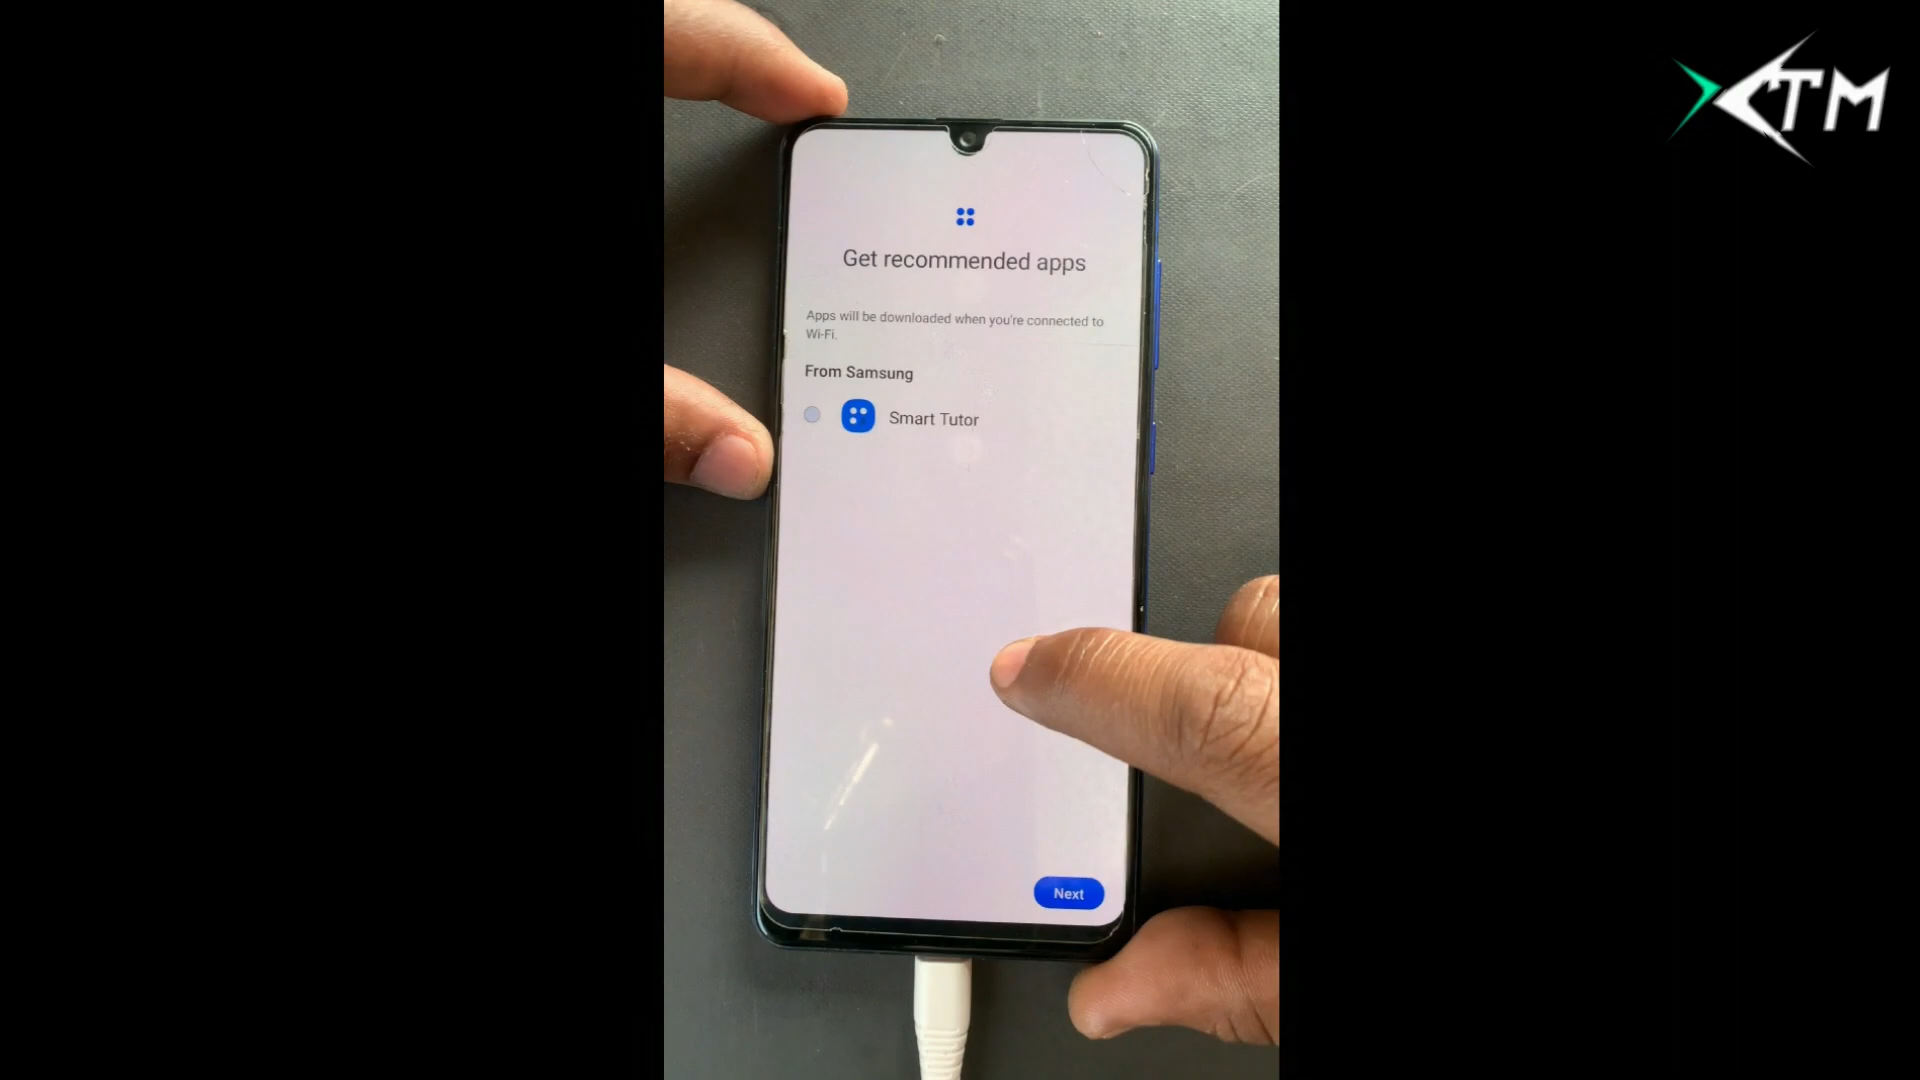 XTM
Get recommended apps
Apps will be downloaded when you're connected to
Wi-Fi.
From Samsung
Smart Tutor
Next